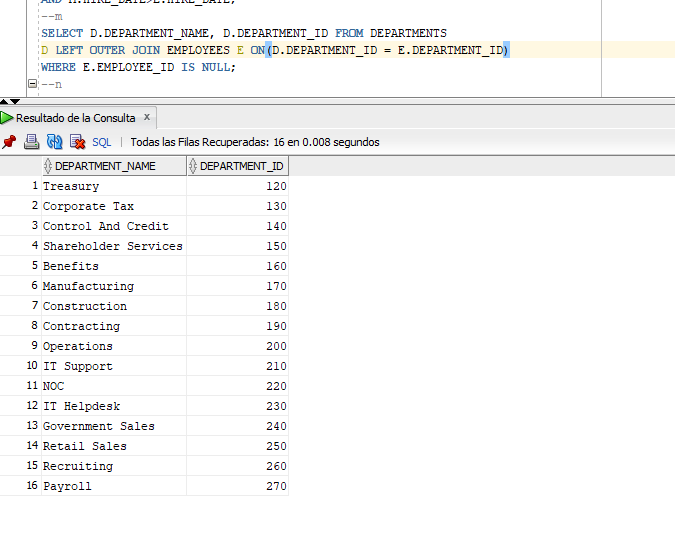 AND M.HIRE_DATE>E.HIRE_DATE;
--m
SELECT D.DEPARTMENT_NAME, D.DEPARTMENT_ID FROM DEPARTMENTS
D LEFT OUTER JOIN EMPLOYEES E ON(D.DEPARTMENT_ID = E.DEPARTMENT_ID)
WHERE E.EMPLOYEE_ID IS NULL;
--n
Resultado de la Consulta x
SQL | Todas las Filas Recuperadas: 16 en 0.008 segundos
DEPARTMENT_NAME DEPARTMENT_ID
1 Treasury 120
2 Corporate Tax 130
3 Control And Credit 140
4 Shareholder Services 150
5 Benefits 160
6 Manufacturing 170
7 Construction 180
8 Contracting 190
9 Operations 200
10 IT Support 210
11 NOC 220
12 IT Helpdesk 230
13 Government Sales 240
14 Retail Sales 250
15 Recruiting 260
16 Payroll 270